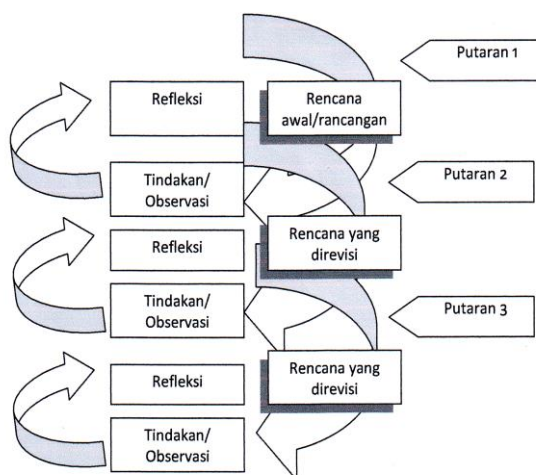 Putaran 1
Refleksi
Rencana
awal/rancangan
Putaran 2
Tindakan/
Observasi
Refleksi
Rencana yang
direvisi
Tindakan/
Observasi
Putaran 3
Refleksi
Rencana yang
direvisi
Tindakan/
Observasi